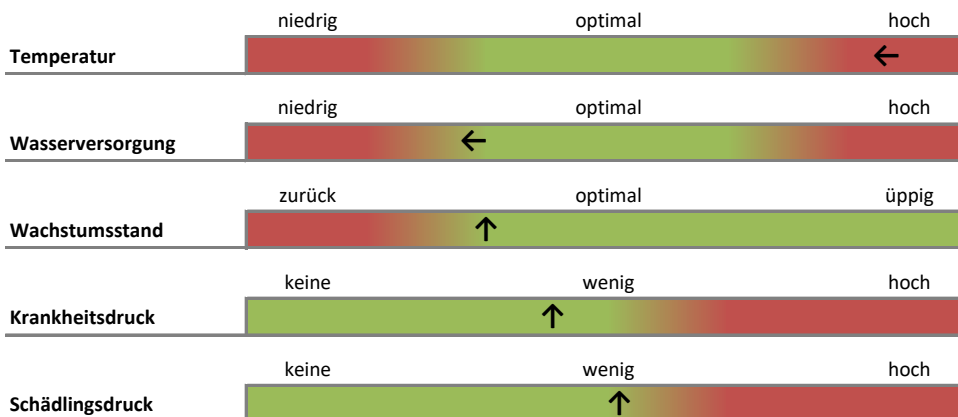 niedrig optimal hoch
Temperatur ←
niedrig optimal hoch
Wasserversorgung ←
zurück optimal üppig
Wachstumsstand ↑
keine wenig hoch
Krankheitsdruck ↑
keine wenig hoch
Schädlingsdruck ↑